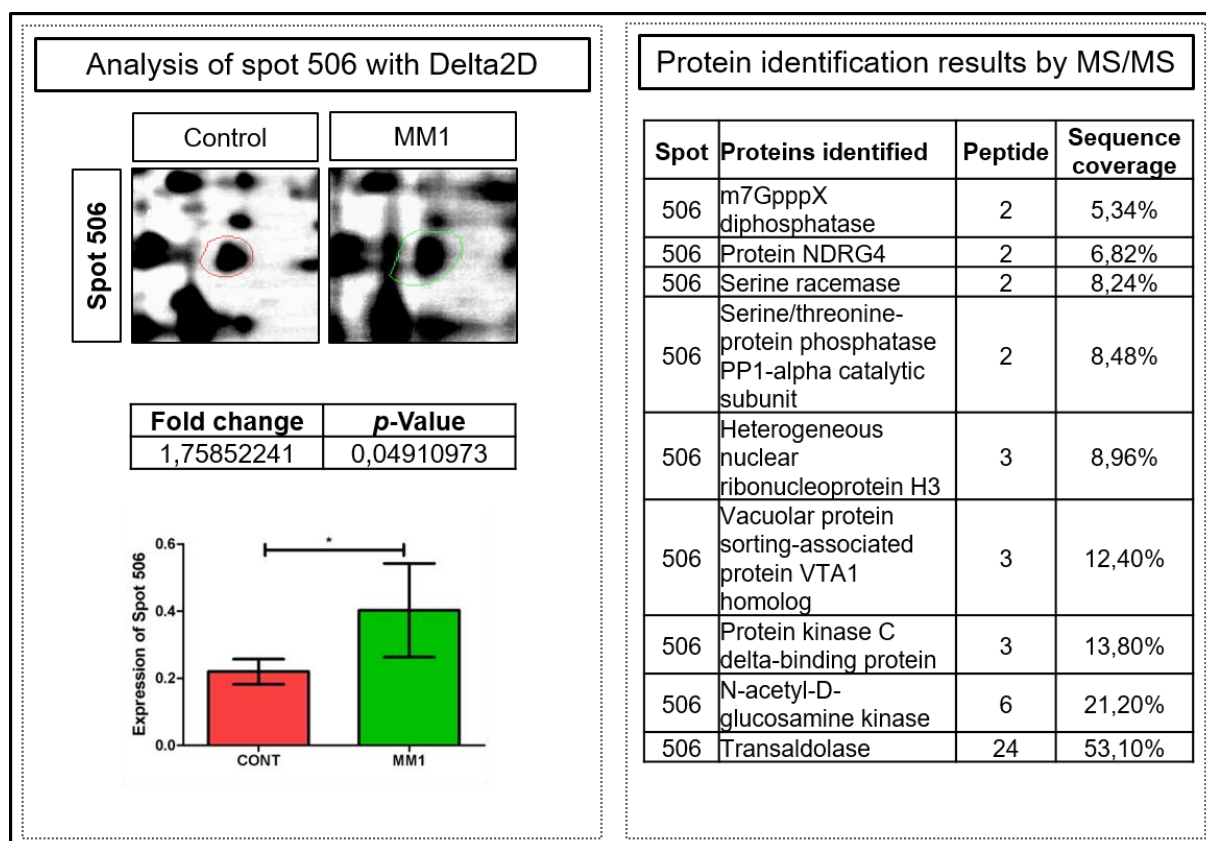 Analysis of spot 506 with Delta2D
Control
MM1
Spot 506
Fold change
p-Value
1,75852241
0,04910973
Expression of Spot 506
0.6
0.4
0.2
0.0
*
CONT
MM1
Protein identification results by MS/MS
Spot Proteins identified Peptide Sequence
coverage
506 m7GpppX
diphosphatase 2 5,34%
506 Protein NDRG4 2 6,82%
506 Serine racemase 2 8,24%
506 Serine/threonine-
protein phosphatase
PP1-alpha catalytic
subunit 2 8,48%
506 Heterogeneous
nuclear
ribonucleoprotein H3 3 8,96%
506 Vacuolar protein
sorting-associated
protein VTA1
homolog 3 12,40%
506 Protein kinase C
delta-binding protein 3 13,80%
506 N-acetyl-D-
glucosamine kinase 6 21,20%
506 Transaldolase 24 53,10%